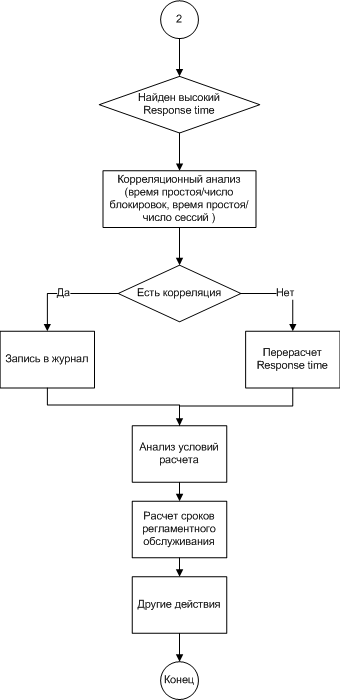 2
Найден высокий
Response time
Корреляционный анализ
(время простоя/число
блокировок, время простоя/
число сессий )
Есть корреляция
Да
Нет
Запись в журнал
Перерасчет
Response time
Анализ условий
расчета
Расчет сроков
регламентного
обслуживания
Другие действия
Конец